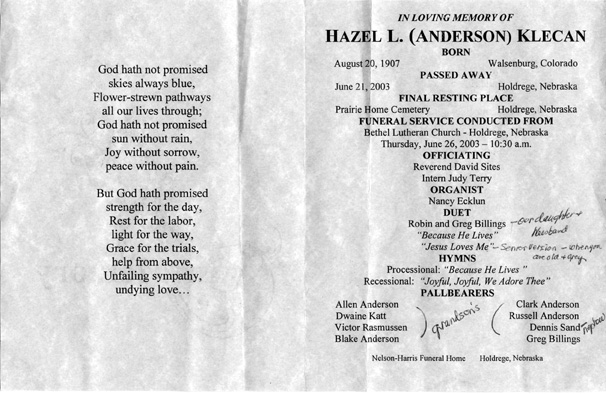 God hath not promised
skies always blue,
Flower-strewn pathways
all our lives through;
God hath not promised
sun without rain,
Joy without sorrow,
peace without pain.
But God hath promised
strength for the day,
Rest for the labor,
light for the way,
Grace for the trials,
help from above,
Unfailing sympathy,
undying love…
IN LOVING MEMORY OF
HAZEL L. (ANDERSON) KLECAN
BORN
August 20, 1907 Walsenburg, Colorado
PASSED AWAY
June 21, 2003 Holdrege, Nebraska
FINAL RESTING PLACE
Prairie Home Cemetery Holdrege, Nebraska
FUNERAL SERVICE CONDUCTED FROM
Bethel Lutheran Church - Holdrege, Nebraska
Thursday, June 26, 2003 – 10:30 a.m.
OFFICIATING
Reverend David Sites
Intern Judy Terry
ORGANIST
Nancy Ecklun
DUET
Robin and Greg Billings - our daughter +
Husband
"Because He Lives"
"Jesus Loves Me" - Senior Version - when you
are old + grey
HYMNS
Processional: "Because He Lives"
Recessional: "Joyful, Joyful, We Adore Thee"
PALLBEARERS
Allen Anderson Clark Anderson
Dwaine Katt Russell Anderson
Victor Rasmussen Dennis Sand
Blake Anderson Greg Billings
grandson's
Nelson-Harris Funeral Home Holdrege, Nebraska